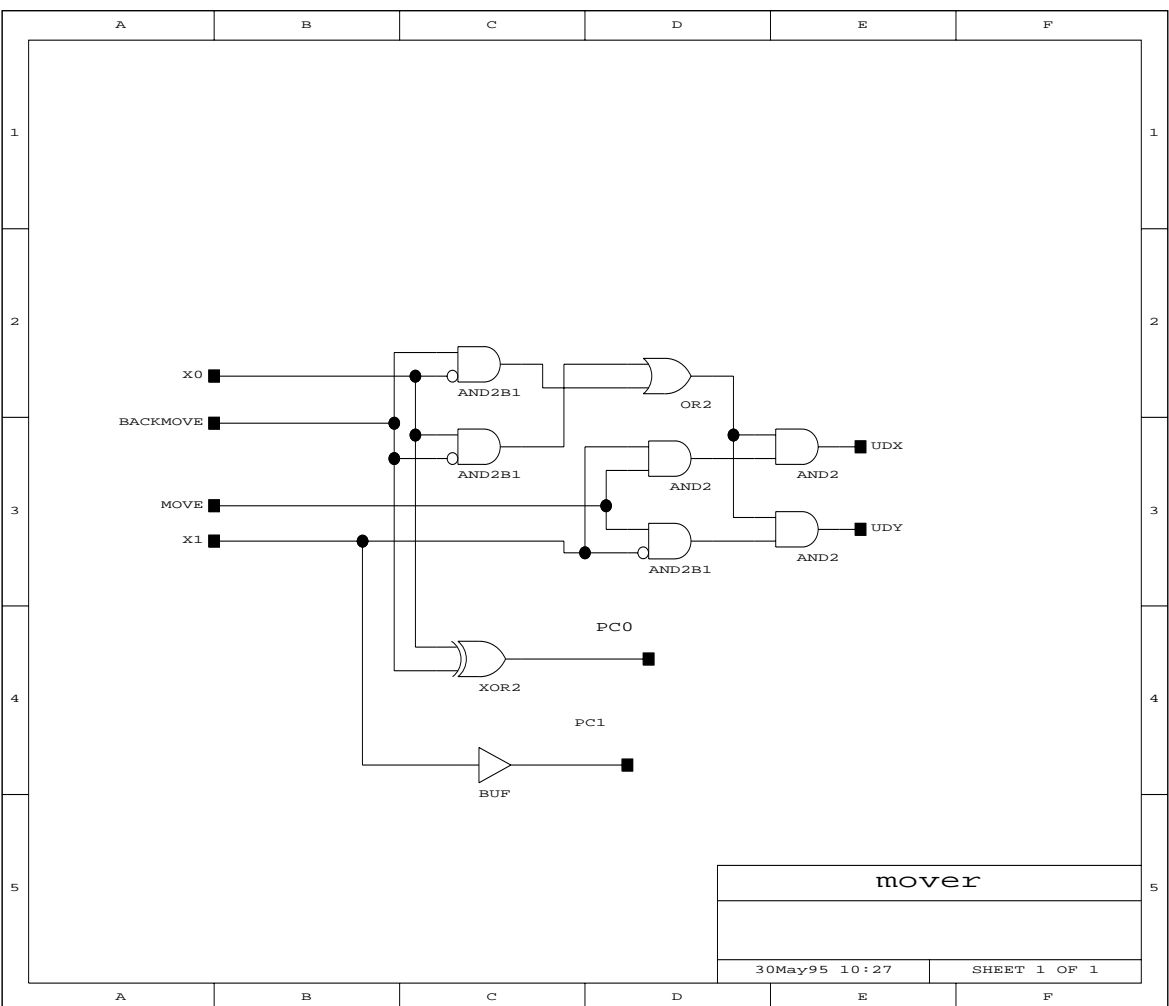 A B C D E F
1 1
2 2
X0
AND2B1
OR2
BACKMOVE
UDX
AND2B1
AND2
AND2
MOVE
3 3
UDY
X1
AND2
AND2B1
PC0
XOR2
4 4
PC1
BUF
mover
5 5
30May95 10:27 SHEET 1 OF 1
A B C D E F